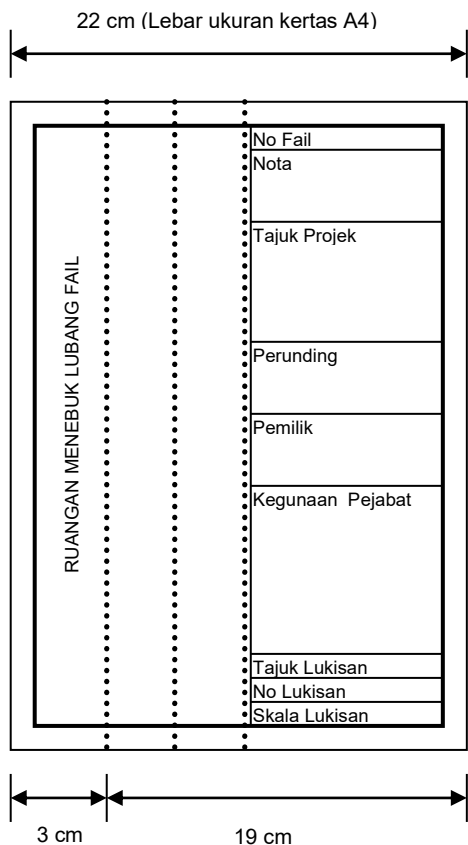 22 cm (Lebar ukuran kertas A4)
RUANGAN MENEBUK LUBANG FAIL
No Fail
Nota
Tajuk Projek
Perunding
Pemilik
Kegunaan Pejabat
Tajuk Lukisan
No Lukisan
Skala Lukisan
3 cm
19 cm